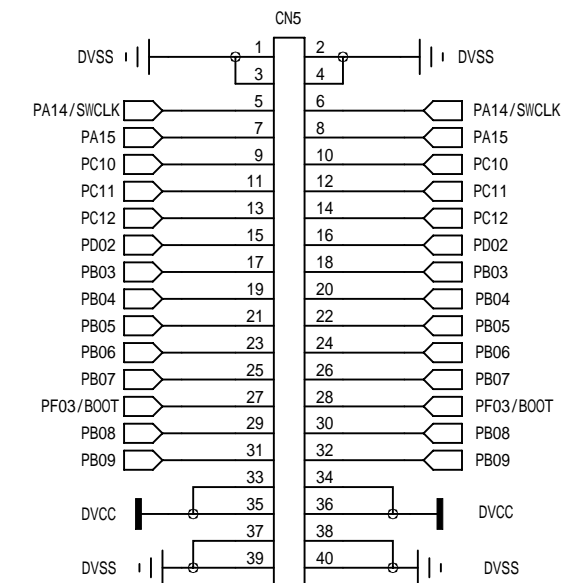 CN5
DVSS 1 2 DVSS
3 4
PA14/SWCLK 5 6 PA14/SWCLK
PA15 7 8 PA15
PC10 9 10 PC10
PC11 11 12 PC11
PC12 13 14 PC12
PD02 15 16 PD02
PB03 17 18 PB03
PB04 19 20 PB04
PB05 21 22 PB05
PB06 23 24 PB06
PB07 25 26 PB07
PF03/BOOT 27 28 PF03/BOOT
PB08 29 30 PB08
PB09 31 32 PB09
33 34
DVCC 35 36 DVCC
37 38
DVSS 39 40 DVSS